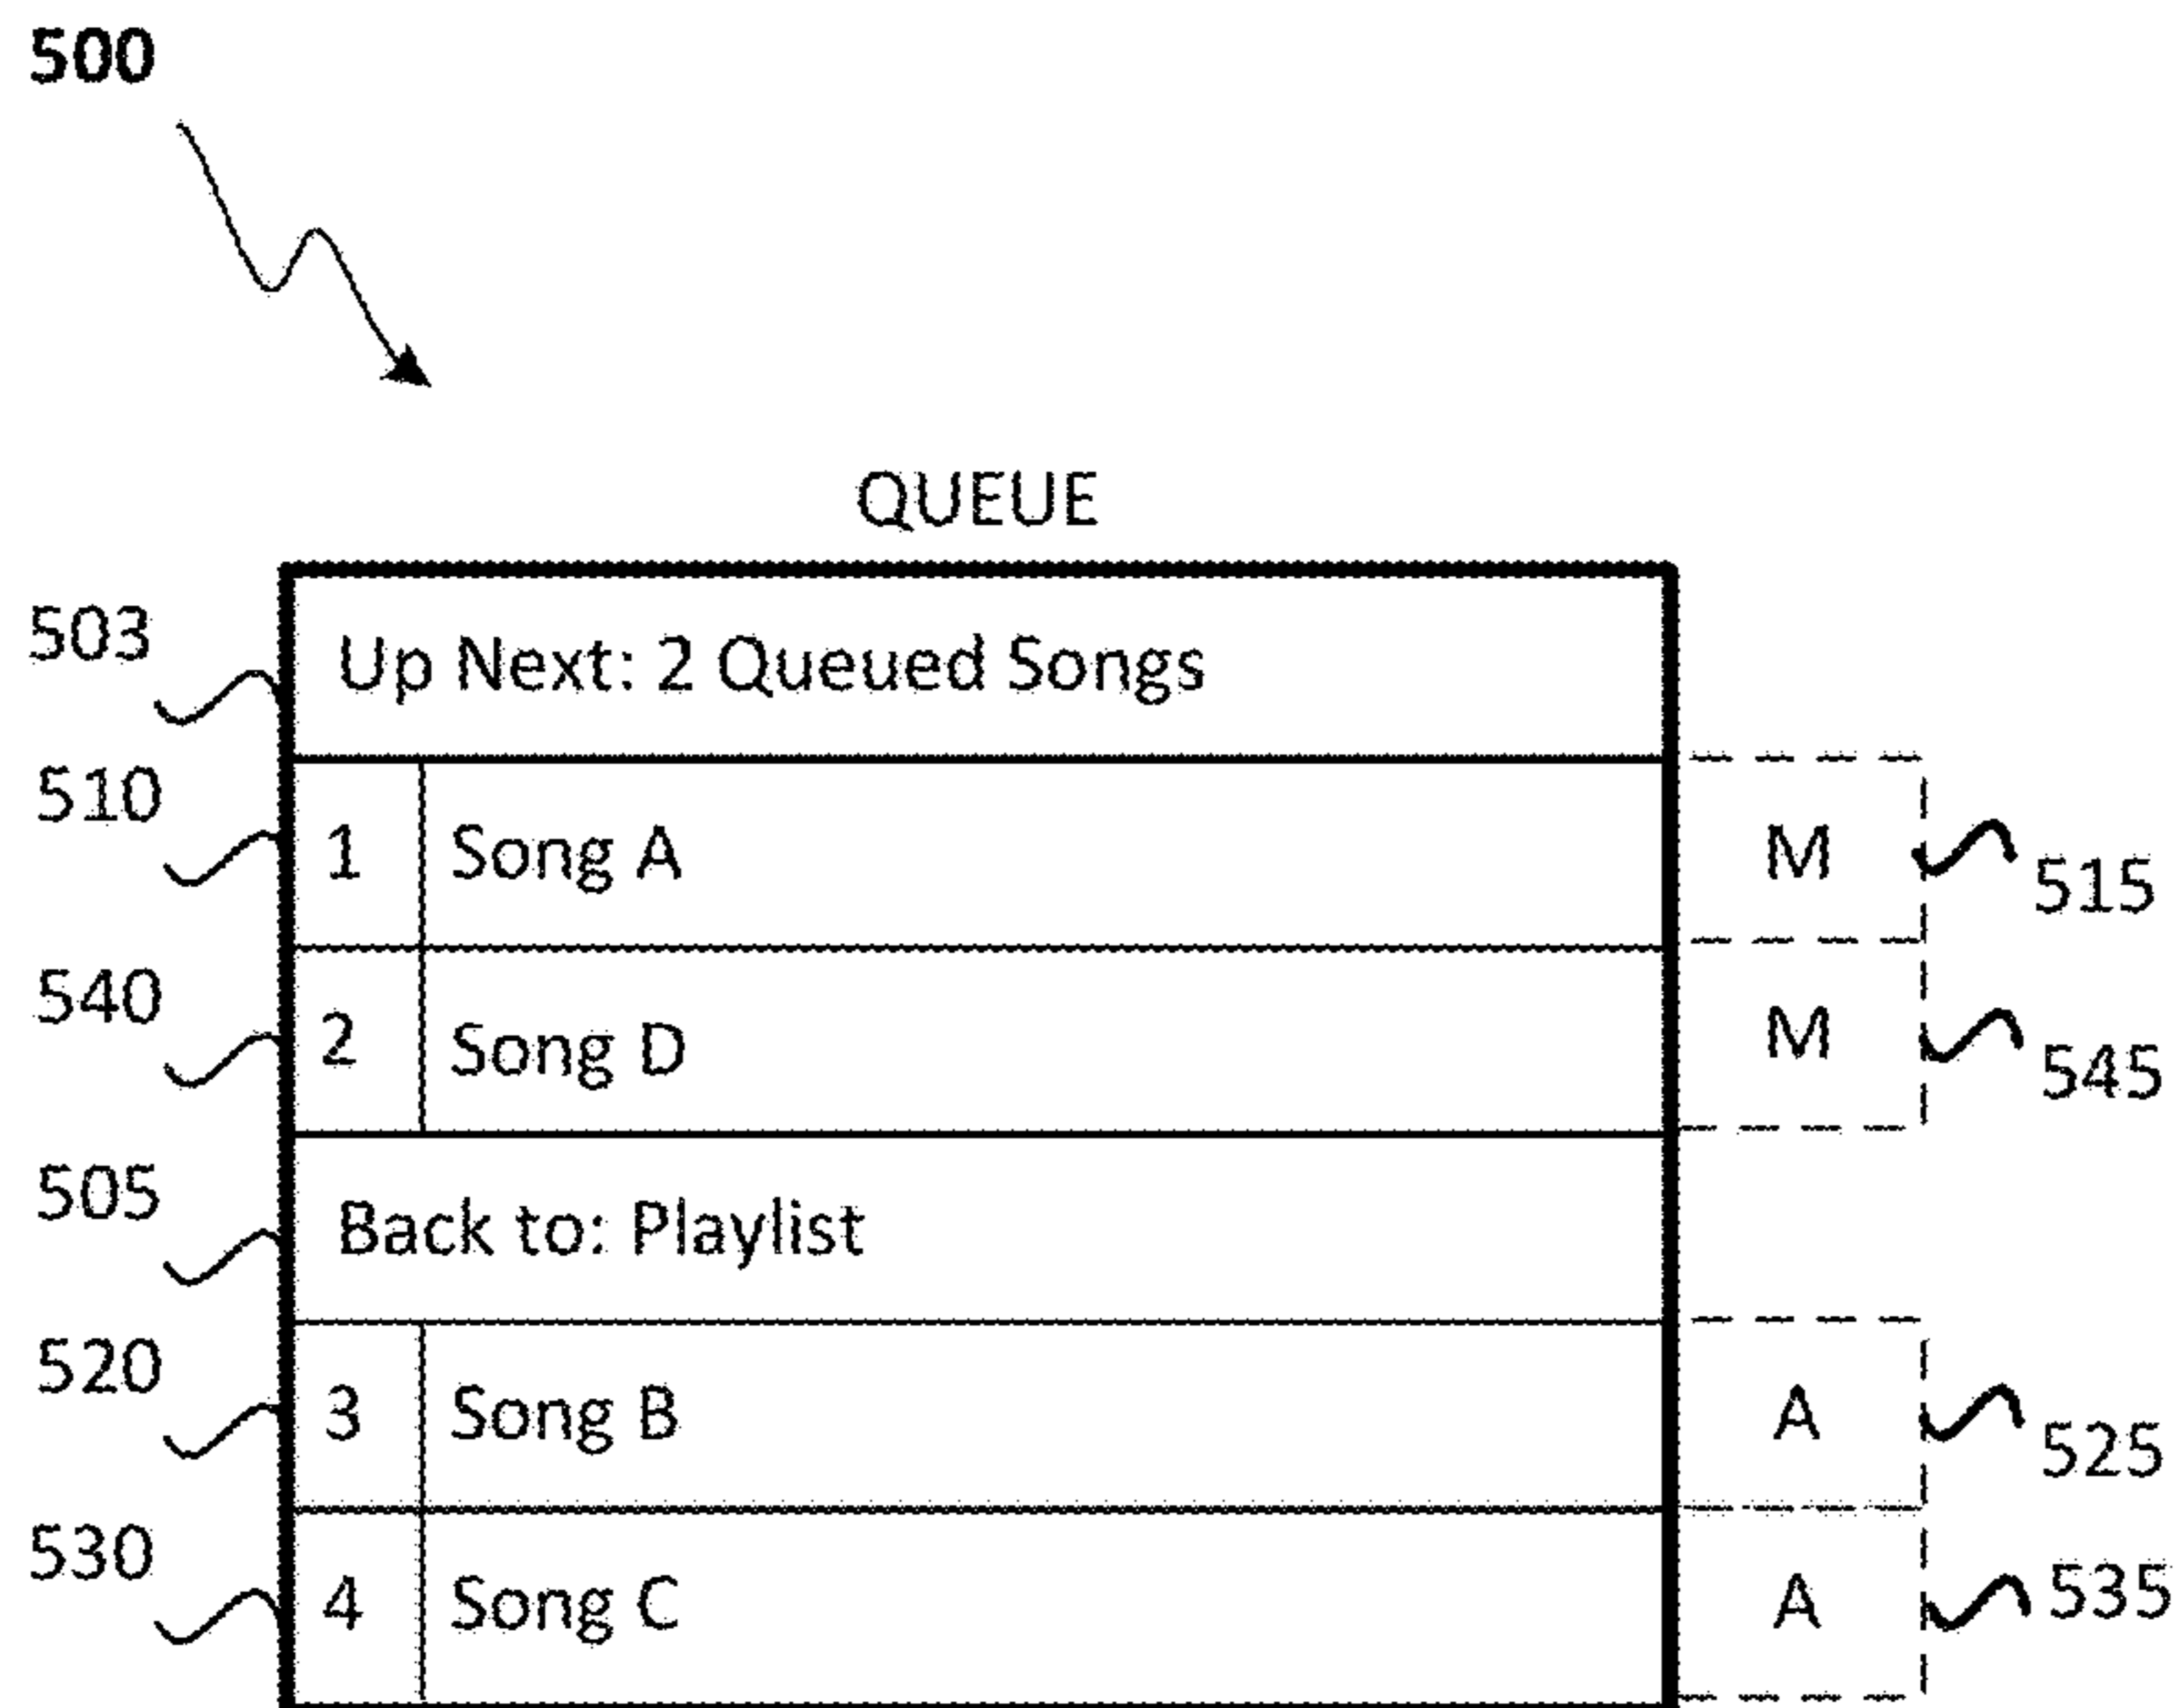 500
QUEUE
503
Up Next: 2 Queued Songs
510
1 Song A M
515
540
2 Song D M
545
505
Back to: Playlist
520
3 Song B A
525
530
4 Song C A
535